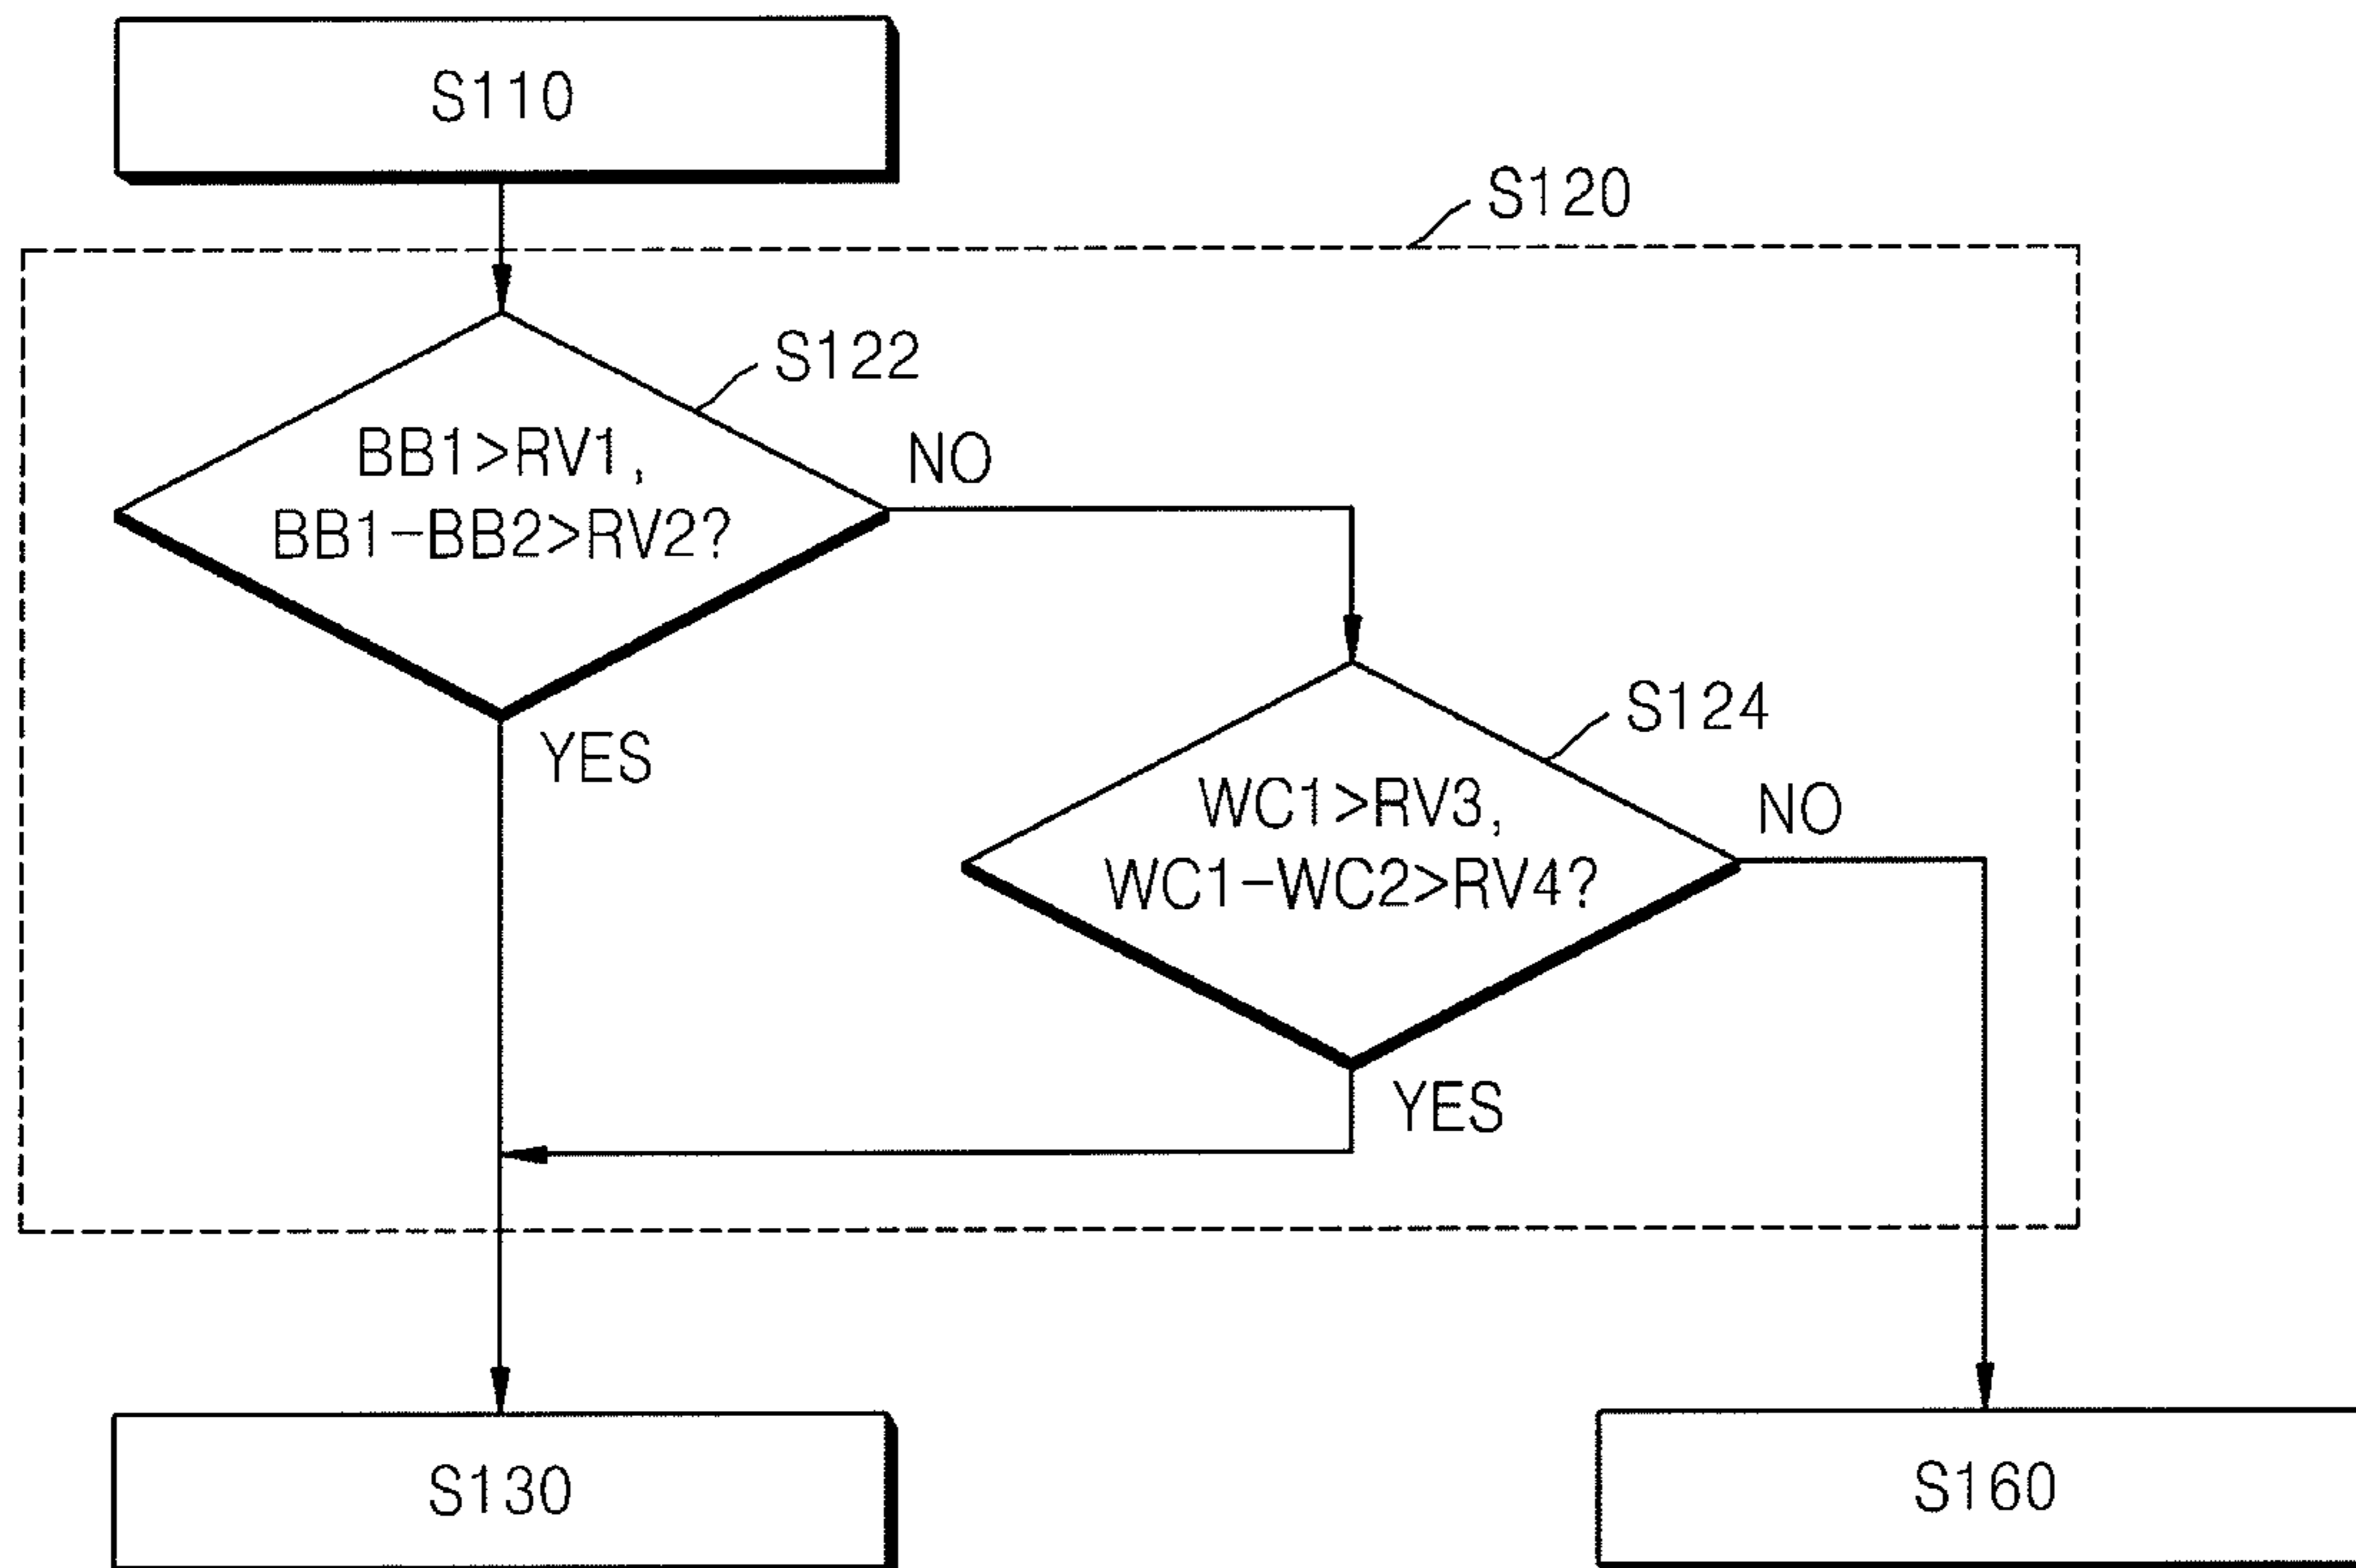 S110
S120
S122
BB1>RV1,
BB1-BB2>RV2?
NO
YES
S124
WC1>RV3,
WC1-WC2>RV4?
NO
YES
S130
S160